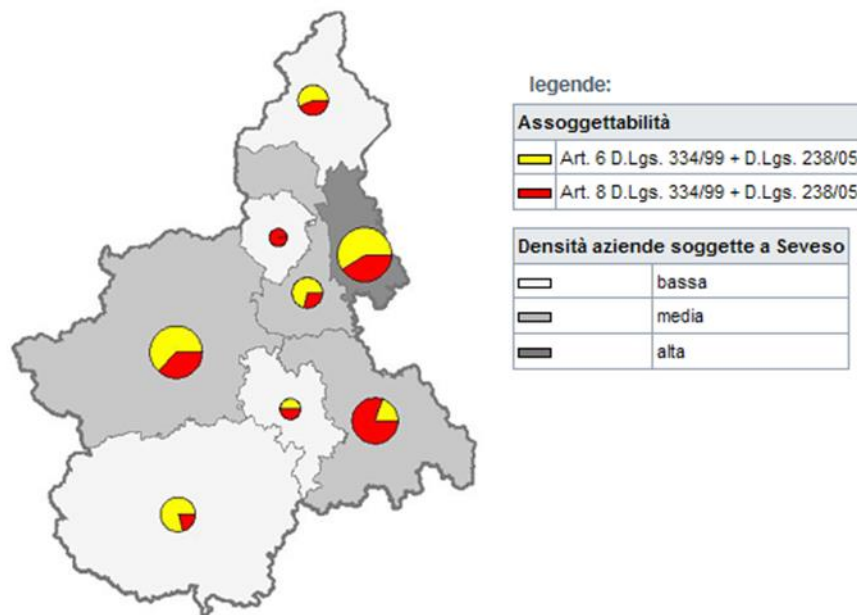 legende:
Assoggettabilità
Art. 6 D.Lgs. 334/99 + D.Lgs. 238/05
Art. 8 D.Lgs. 334/99 + D.Lgs. 238/05
Densità aziende soggette a Seveso
bassa
media
alta